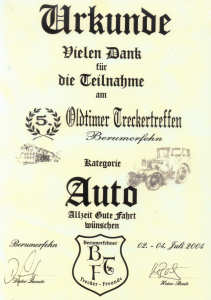 Urkunde
Vielen Dank
für
die Teilnahme
am
5. Oldtimer Treckertreffen
Berumerfehn
Kategorie
Auto
Allzeit Gute Fahrt
wünschen
Berumerfehn
02. - 04. Juli 2004
Berumerfehner
B
F T
Trecker - Freunde